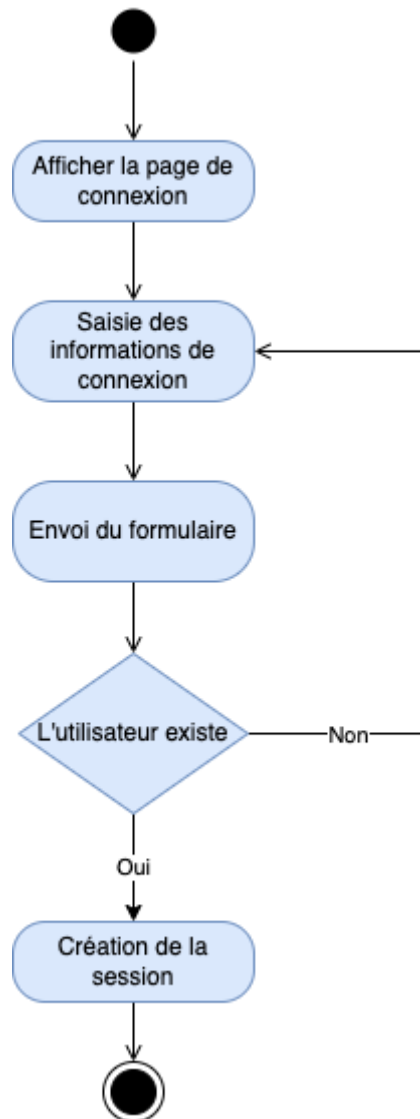 Afficher la page de
connexion
Saisie des
informations de
connexion
Envoi du formulaire
L'utilisateur existe
Non
Oui
Création de la
session